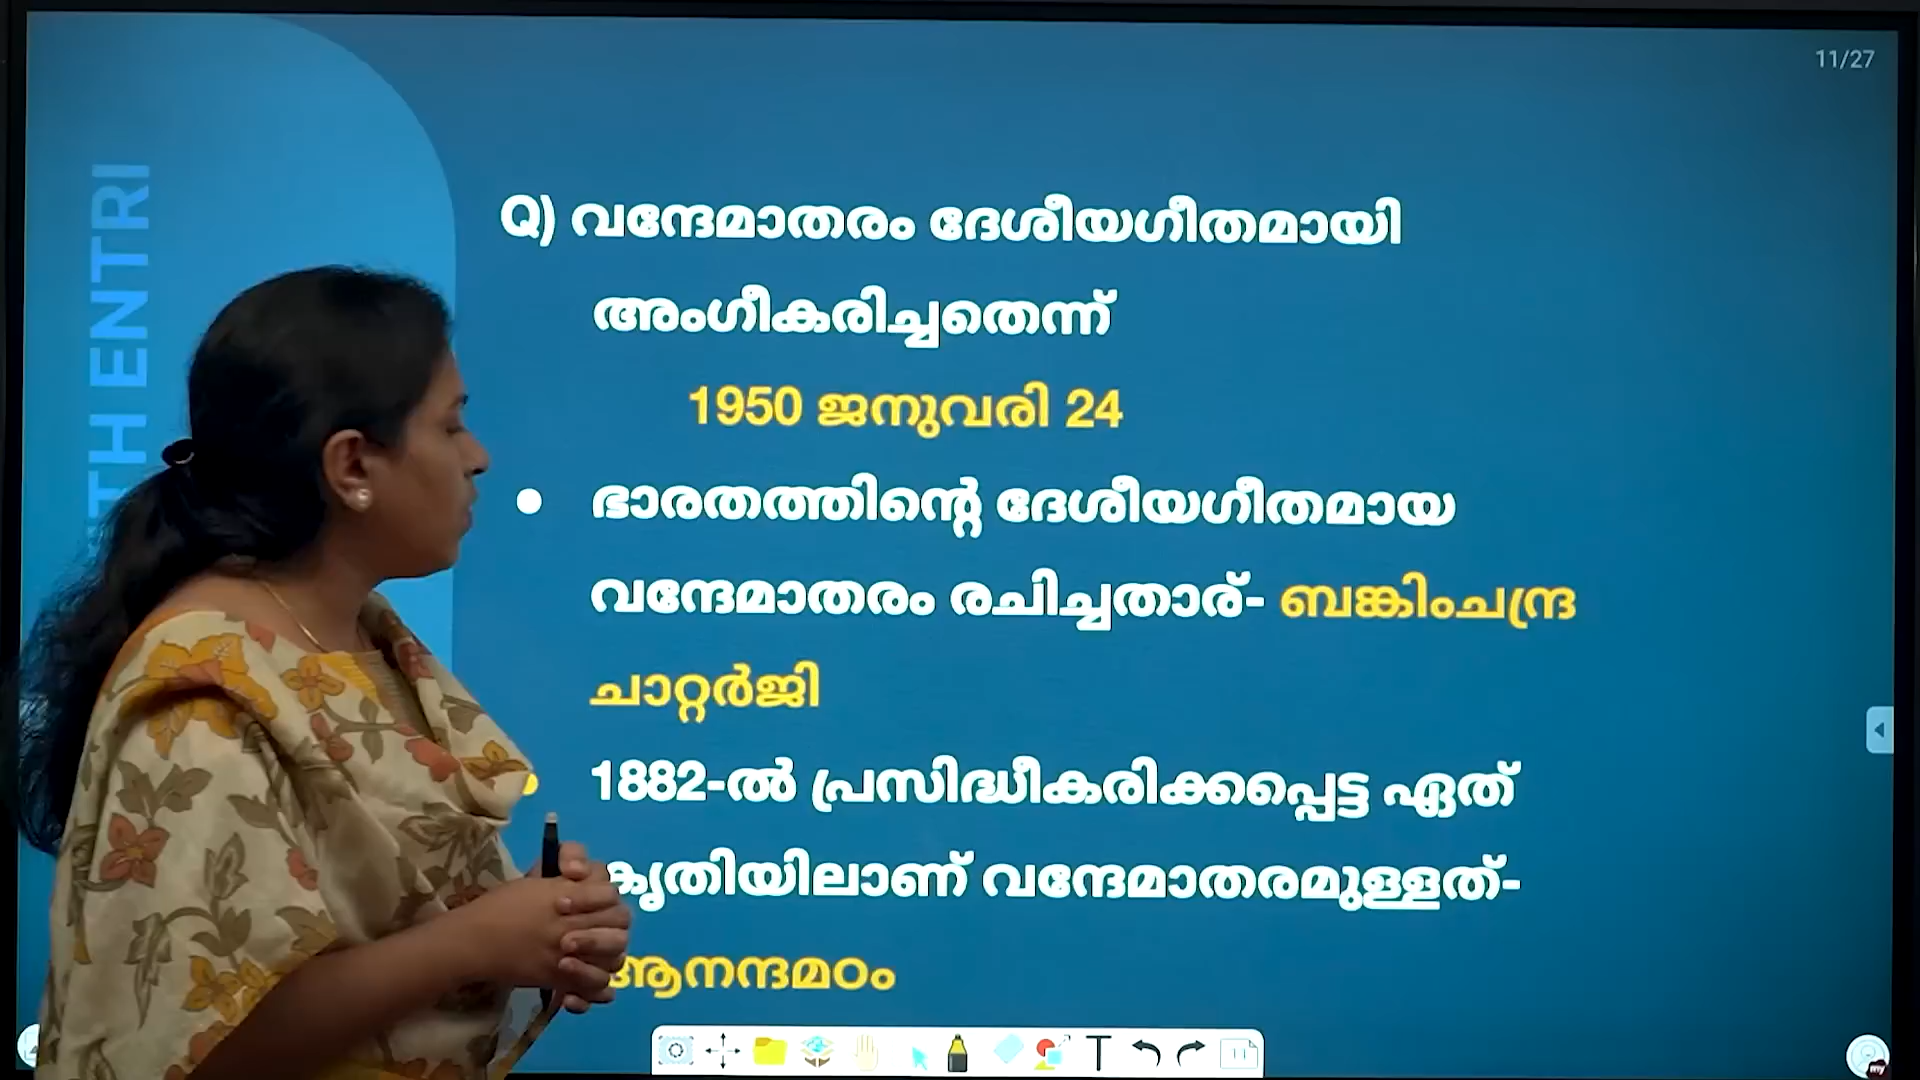 11/27
TH ENTRI
Q) വന്ദേമാതരം ദേശീയഗീതമായി
അംഗീകരിച്ചതെന്ന്
1950 ജനുവരി 24
• ഭാരതത്തിന്റെ ദേശീയഗീതമായ
വന്ദേമാതരം രചിച്ചതാര്- ബങ്കിംചന്ദ്ര
ചാറ്റർജി
1882-ൽ പ്രസിദ്ധീകരിക്കപ്പെട്ട ഏത്
കൃതിയിലാണ് വന്ദേമാതരമുള്ളത്-
ആനന്ദമഠം